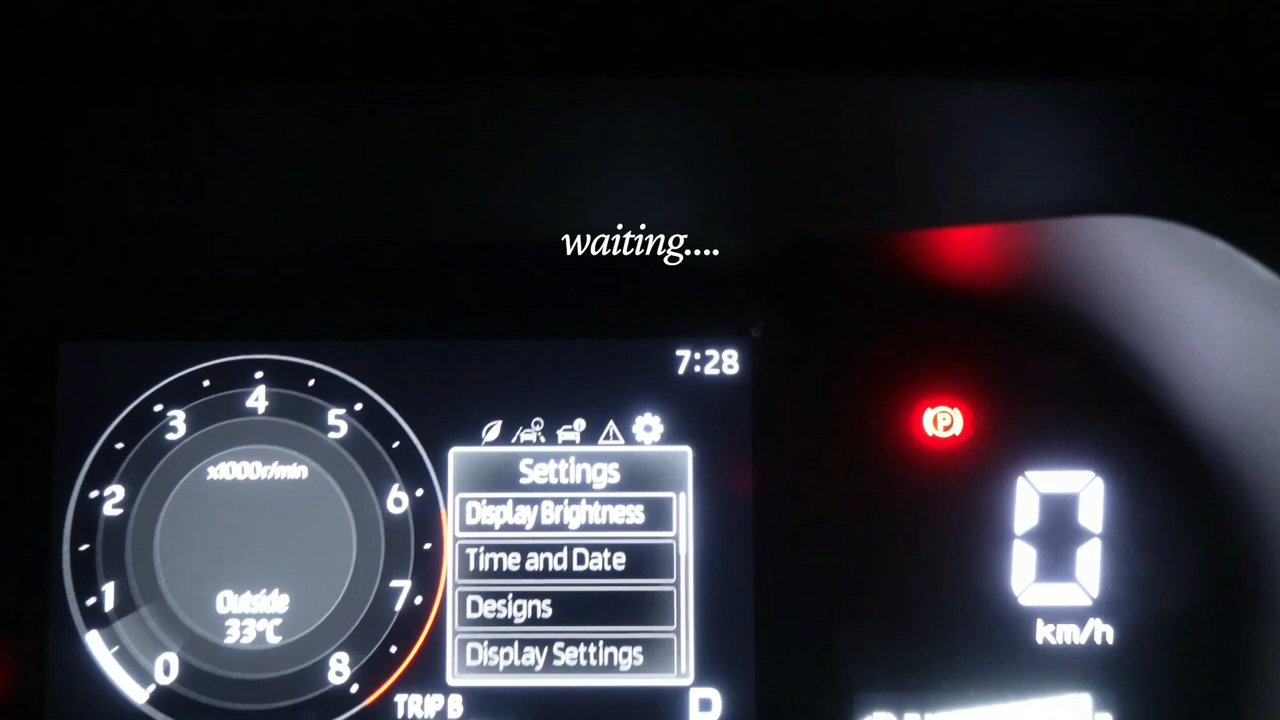 waiting....
7:28
4
3 5
x1000r/min
2 6
Settings
Display Brightness
Time and Date
Designs
Display Settings
1 7
Outside
33°C
0 8
TRIP B
P
0
km/h